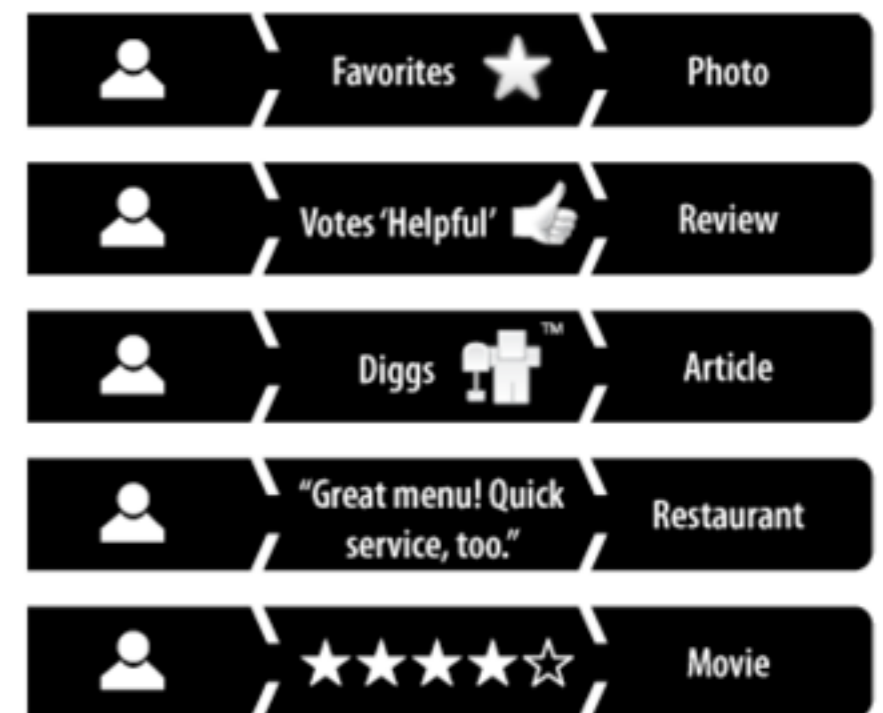 Favorites Photo
Votes ‘Helpful’ Review
Diggs ™ Article
“Great menu! Quick
service, too.” Restaurant
Movie